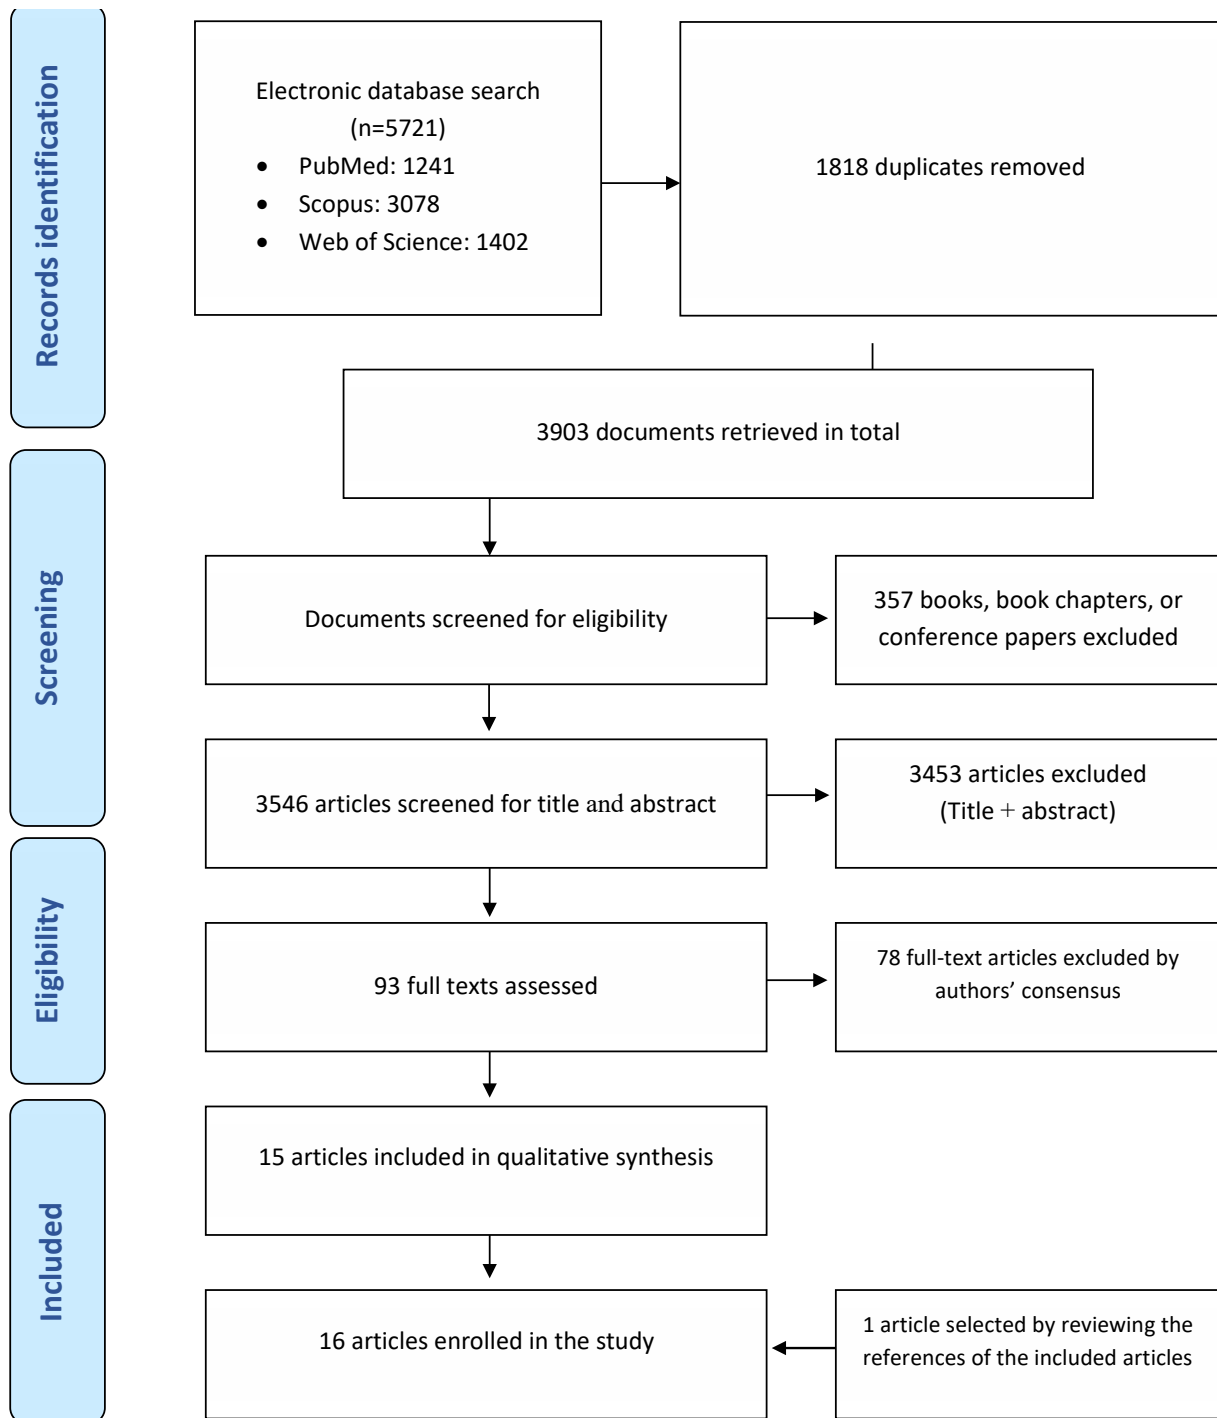 Records identification
Electronic database search
(n=5721)
• PubMed: 1241
• Scopus: 3078
• Web of Science: 1402
1818 duplicates removed
3903 documents retrieved in total
Screening
Documents screened for eligibility
357 books, book chapters, or
conference papers excluded
3546 articles screened for title and abstract
3453 articles excluded
(Title + abstract)
Eligibility
93 full texts assessed
78 full-text articles excluded by
authors’ consensus
Included
15 articles included in qualitative synthesis
16 articles enrolled in the study
1 article selected by reviewing the
references of the included articles